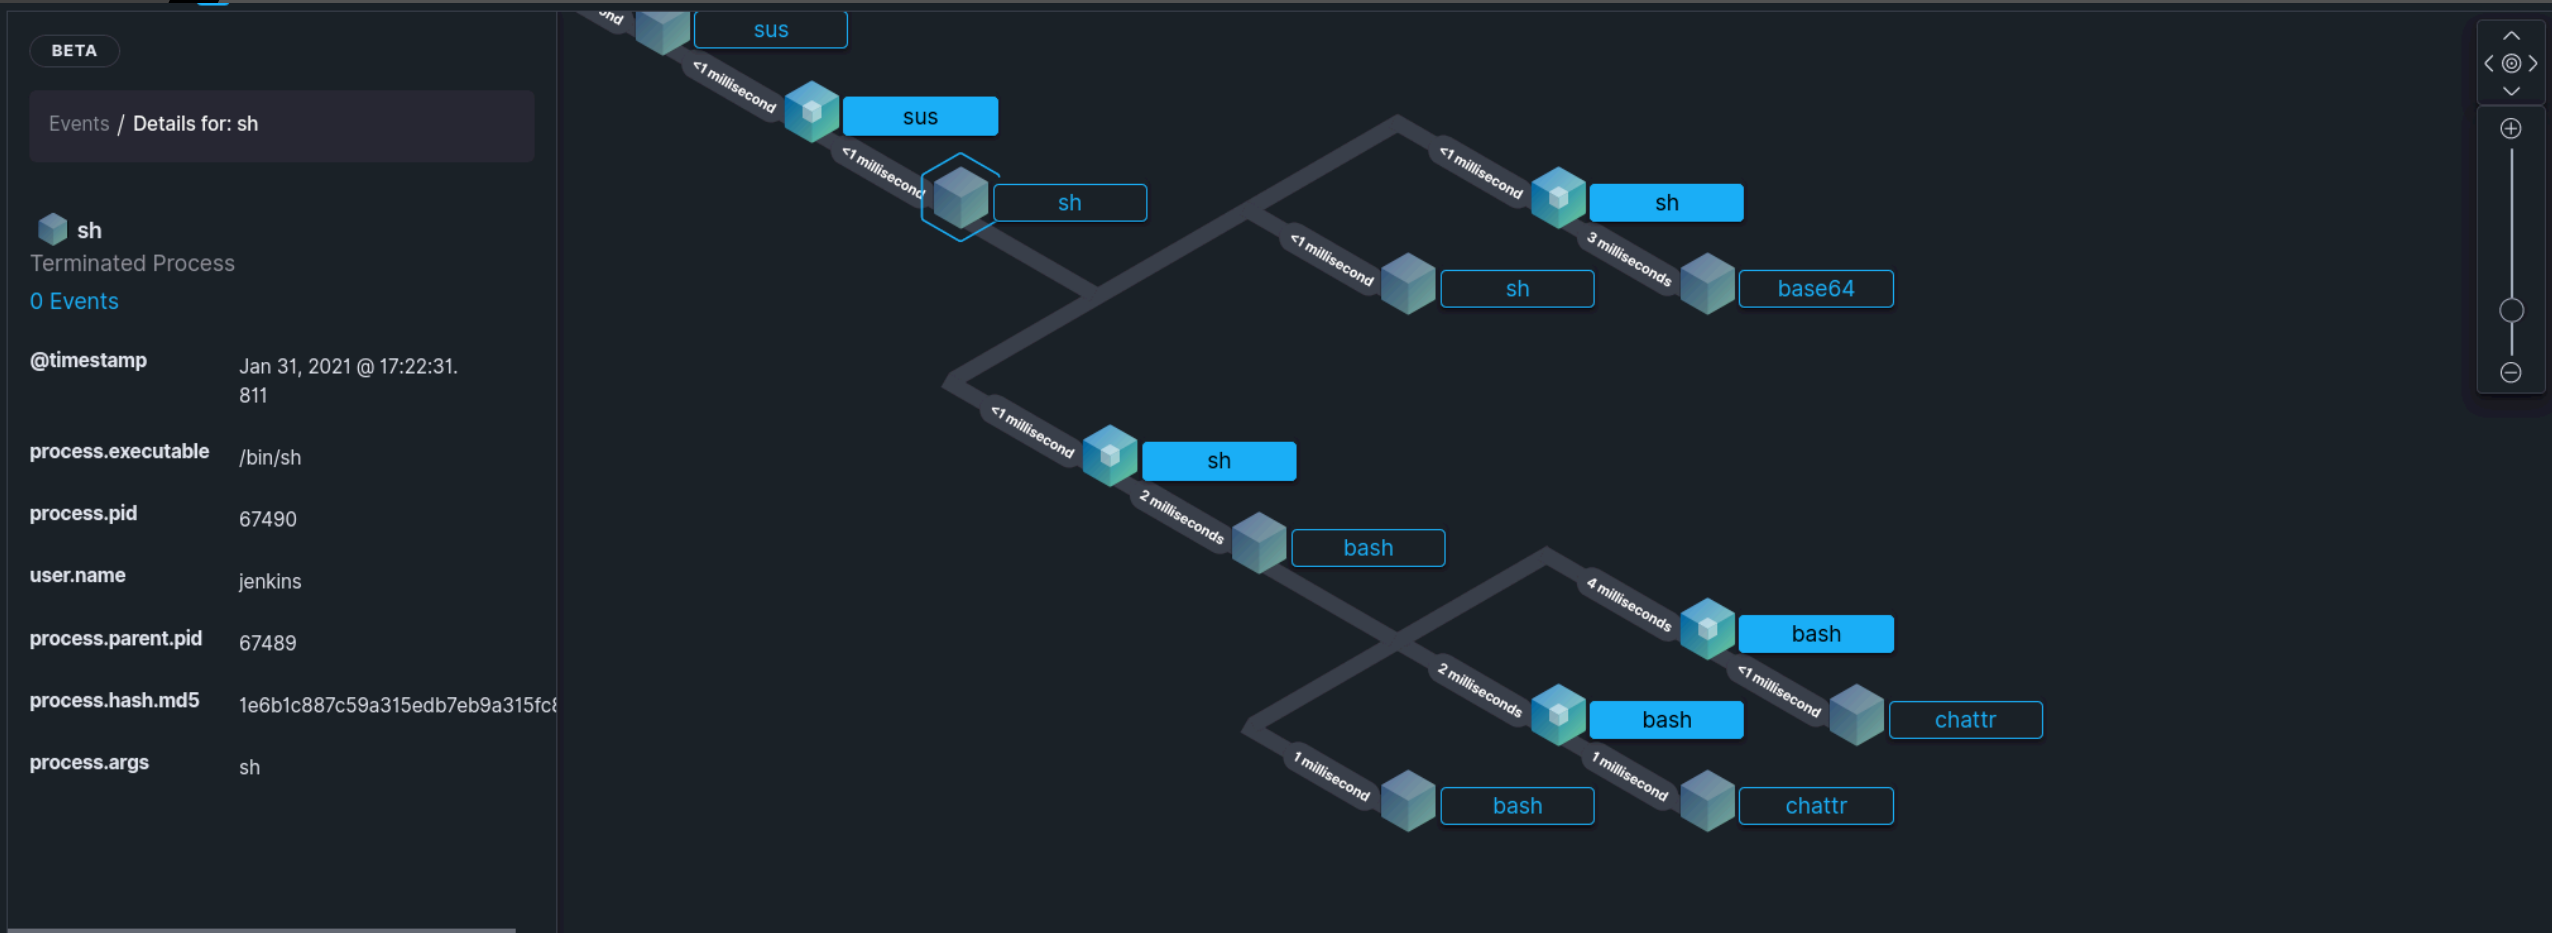 BETA
Events / Details for: sh
sh
Terminated Process
0 Events
@timestamp
Jan 31, 2021 @ 17:22:31.
811
process.executable
/bin/sh
process.pid
67490
user.name
jenkins
process.parent.pid
67489
process.hash.md5
1e6b1c887c59a315edb7eb9a315fc
process.args
sh
sus
<1 millisecond
sus
<1 millisecond
sh
<1 millisecond
sh
<1 millisecond
sh
3 milliseconds
base64
<1 millisecond
sh
2 milliseconds
bash
4 milliseconds
bash
<1 millisecond
chattr
2 milliseconds
bash
1 millisecond
chattr
1 millisecond
bash